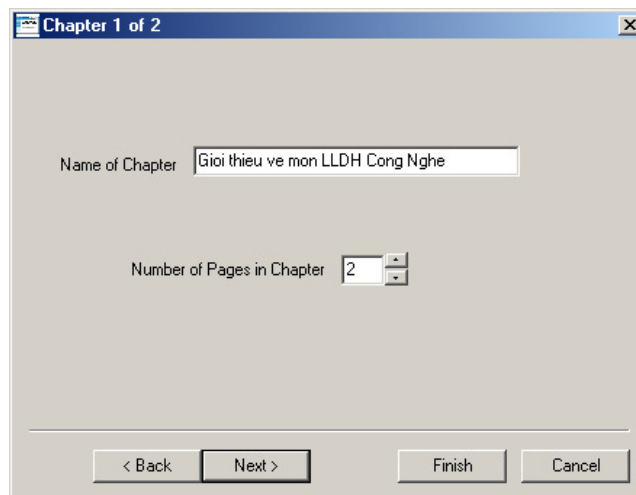 Chapter 1 of 2
Name of Chapter Gioi thieu ve mon LLDH Cong Nghe
Number of Pages in Chapter 2
< Back Next > Finish Cancel